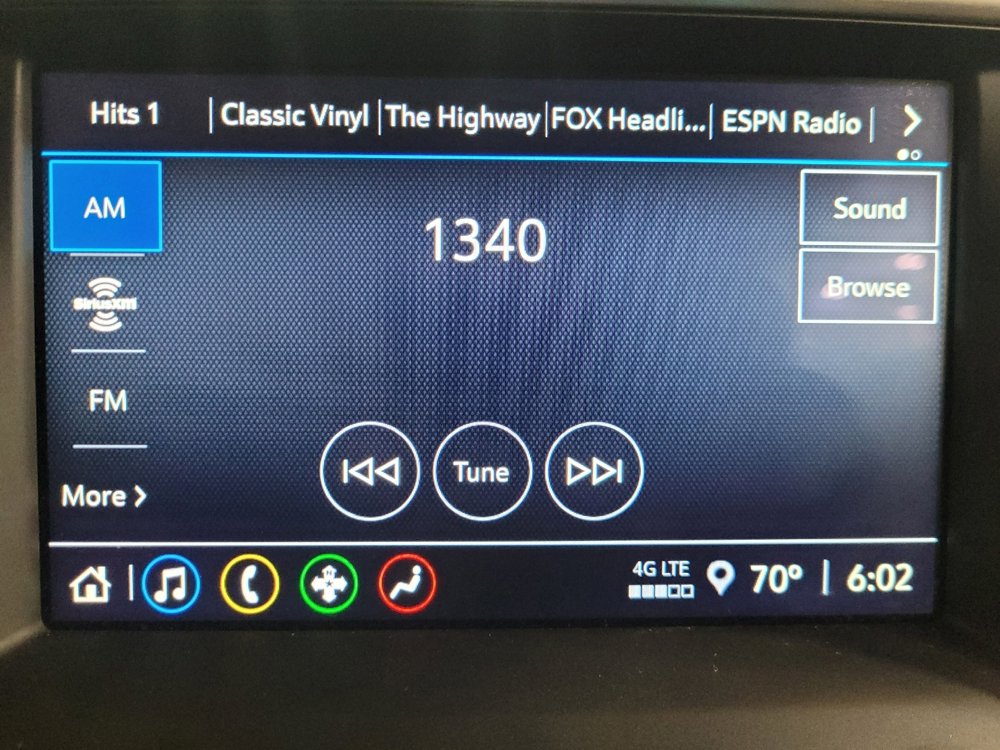 Hits 1 | Classic Vinyl | The Highway | FOX Headli... | ESPN Radio |
AM
1340
Sound
SiriusXM
Browse
FM
More >
Tune
4G LTE
70° | 6:02